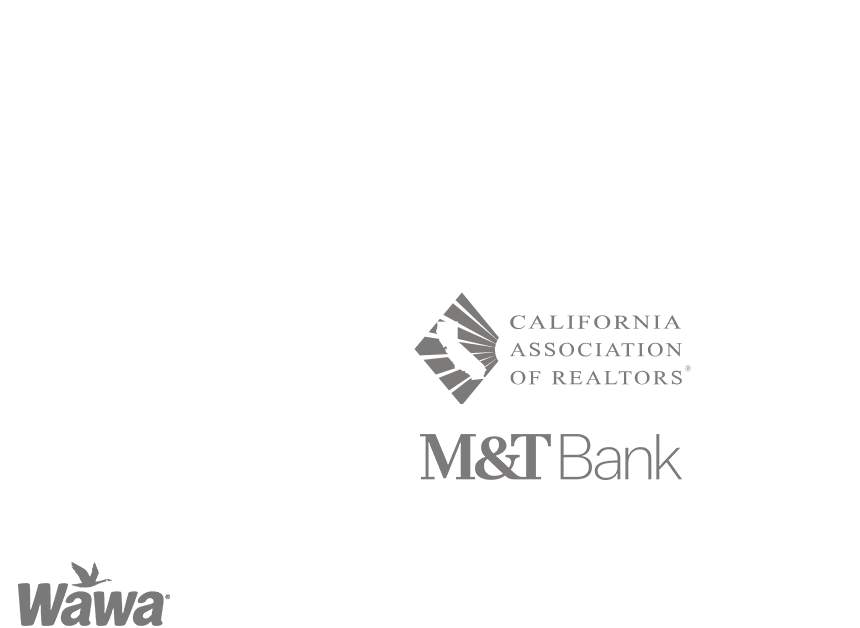 CALIFORNIA
ASSOCIATION
OF REALTORS®
M&T Bank
Wawa®